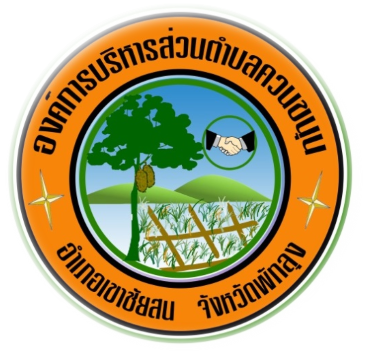 องค์การบริหารส่วนตำบลควนขนุน
อำเภอเขาชัยสน จังหวัดพัทลุง